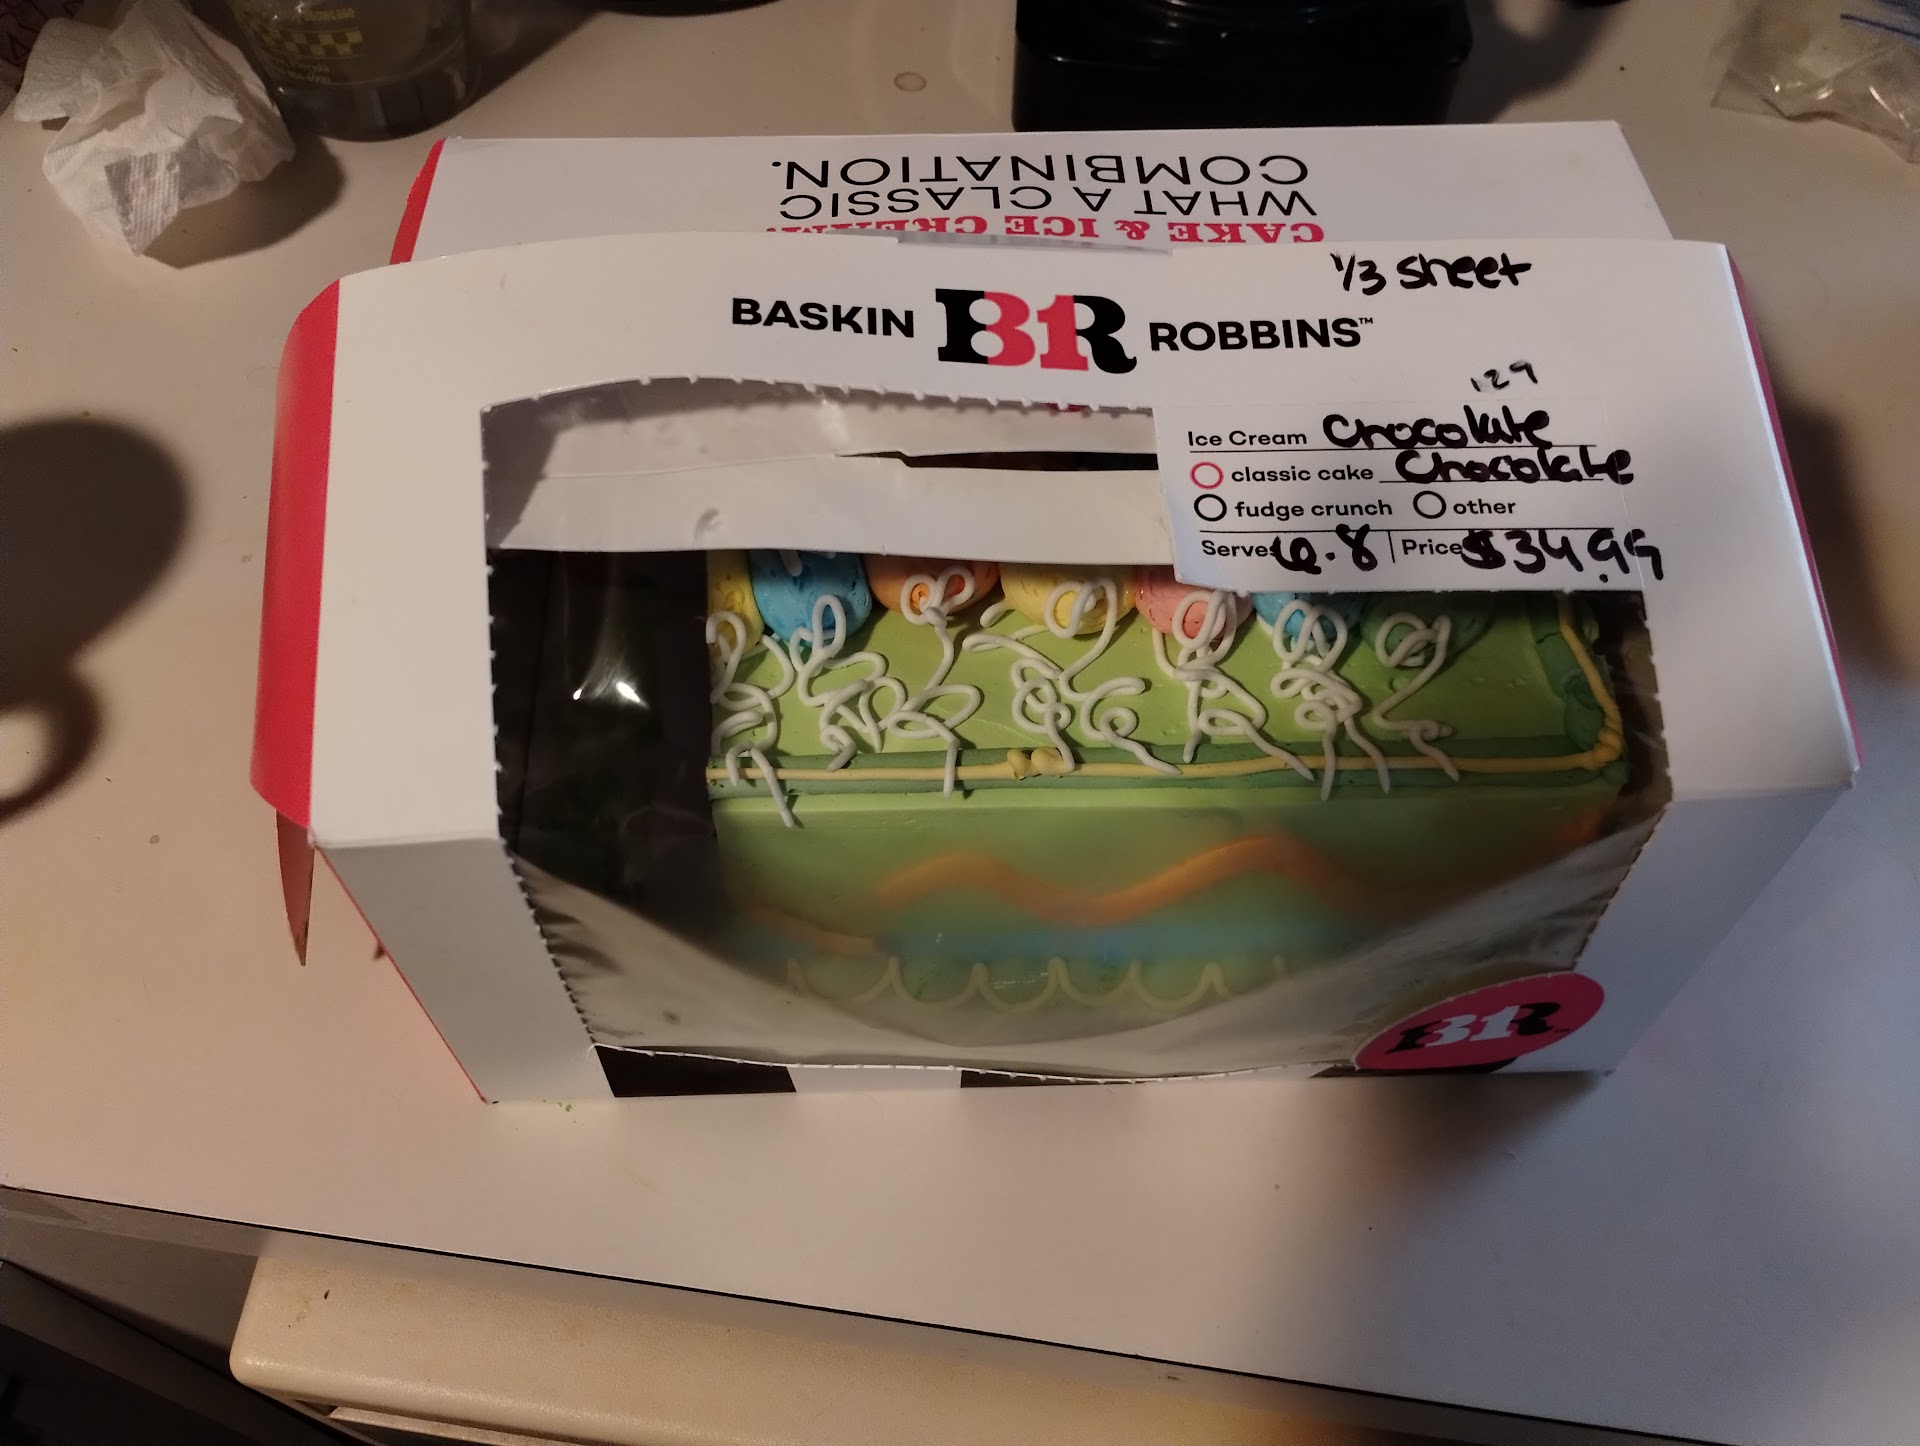 COMBINATION.
WHAT A CLASSIC
CAKE & ICE CREAM.
1/3 sheet
BASKIN BR ROBBINS™
129
Ice Cream Chocolate
classic cake Chocolate
fudge crunch other
Serves 6.8 Price $34.99
BR